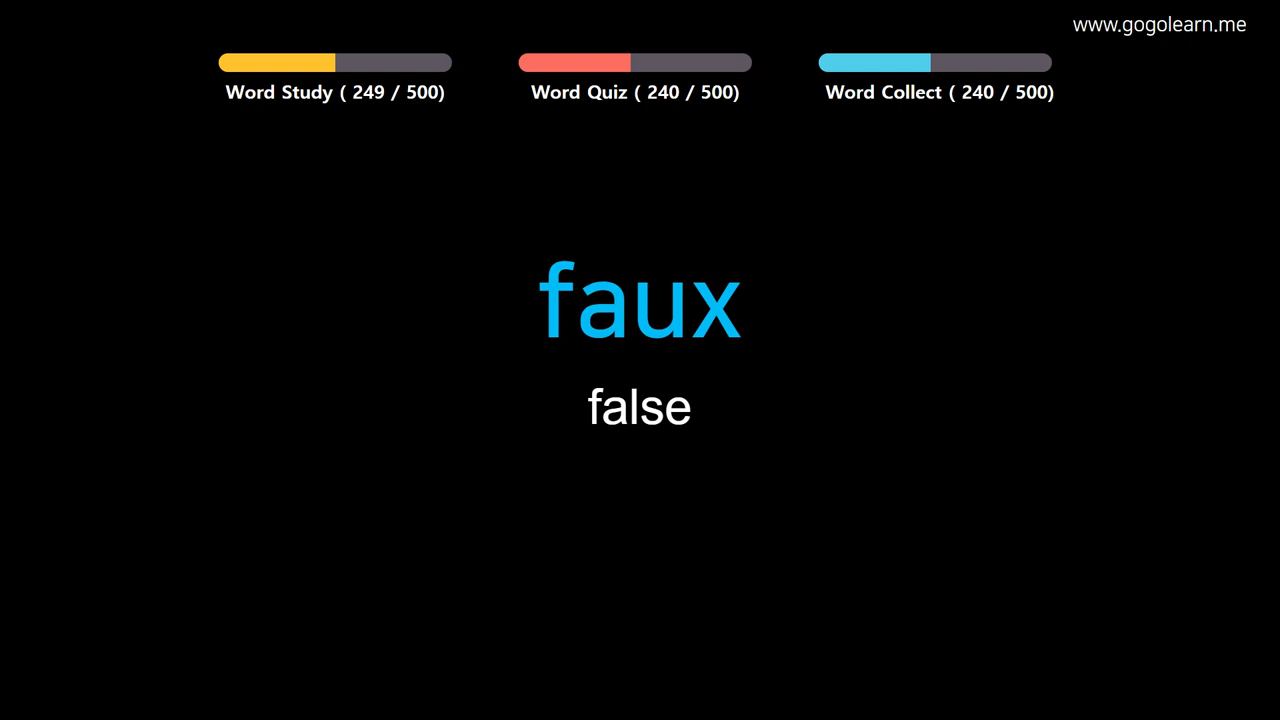 www.gogolearn.me
Word Study ( 249 / 500)
Word Quiz ( 240 / 500)
Word Collect ( 240 / 500)
faux
false